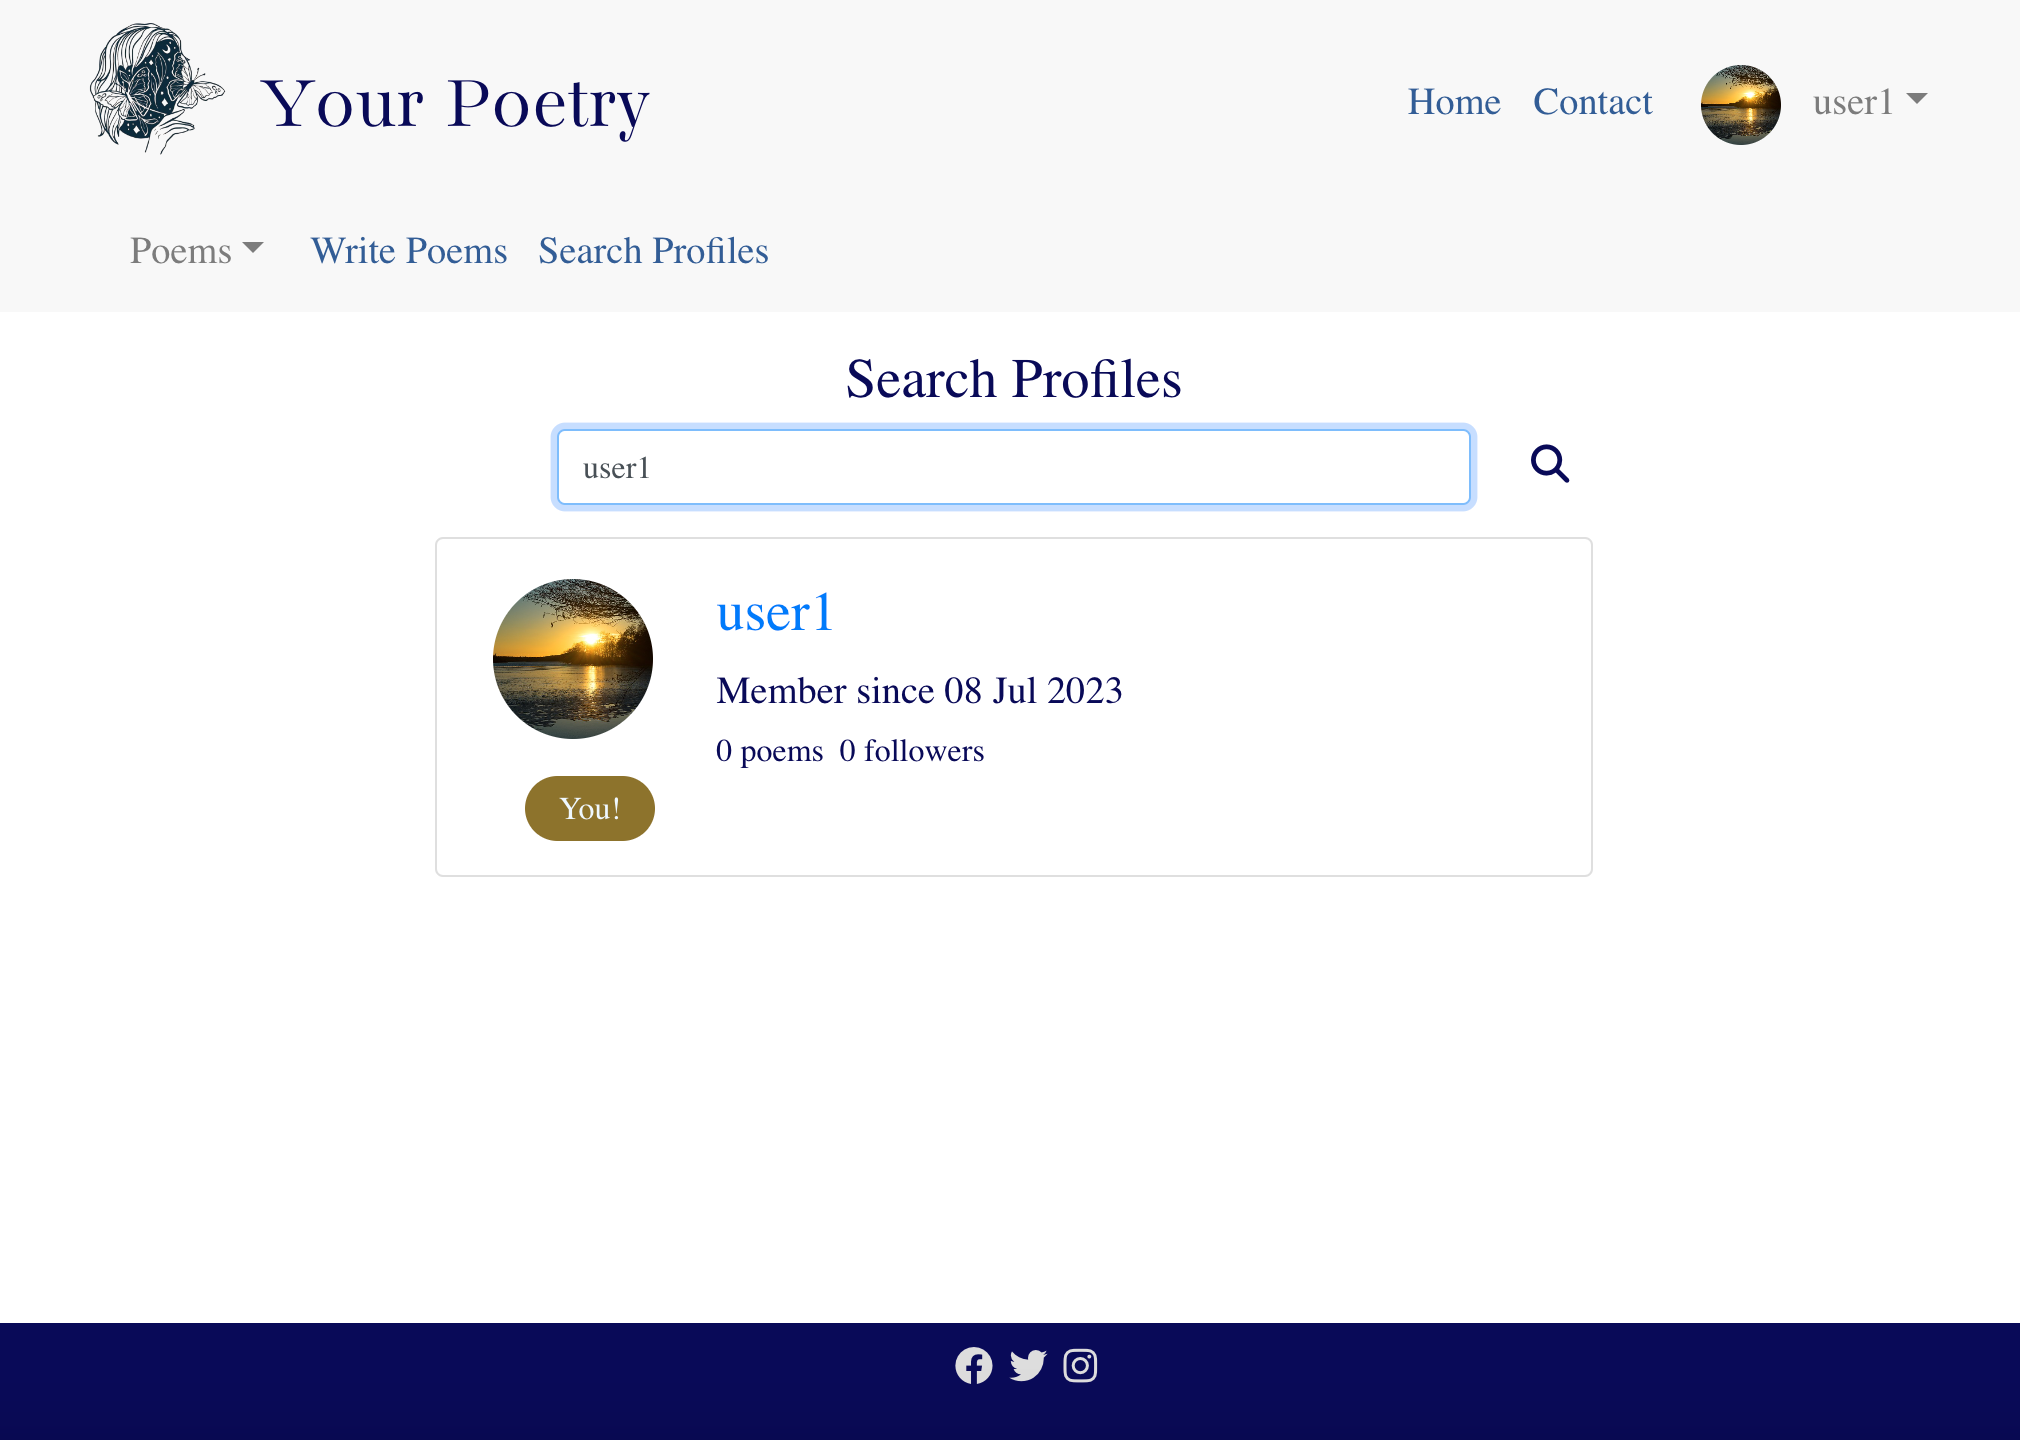 Your Poetry
Home Contact user1
Poems Write Poems Search Profiles
Search Profiles
user1
user1
Member since 08 Jul 2023
0 poems 0 followers
You!